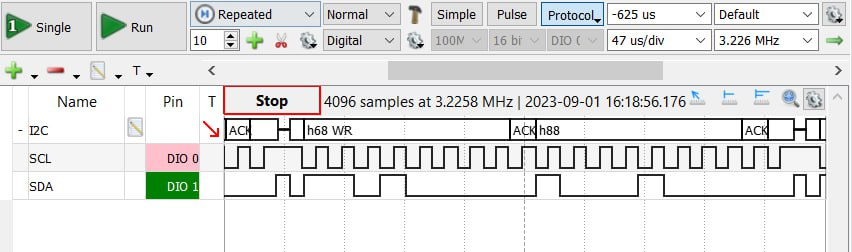 Single Run Repeated Normal Simple Pulse Protocol -625 us Default
10 Digital 100M 16 bi DIO 0 47 us/div 3.226 MHz
T
Name Pin T Stop 4096 samples at 3.2258 MHz | 2023-09-01 16:18:56.176
- I2C ACK h68 WR ACK h88 ACK
SCL DIO 0
SDA DIO 1